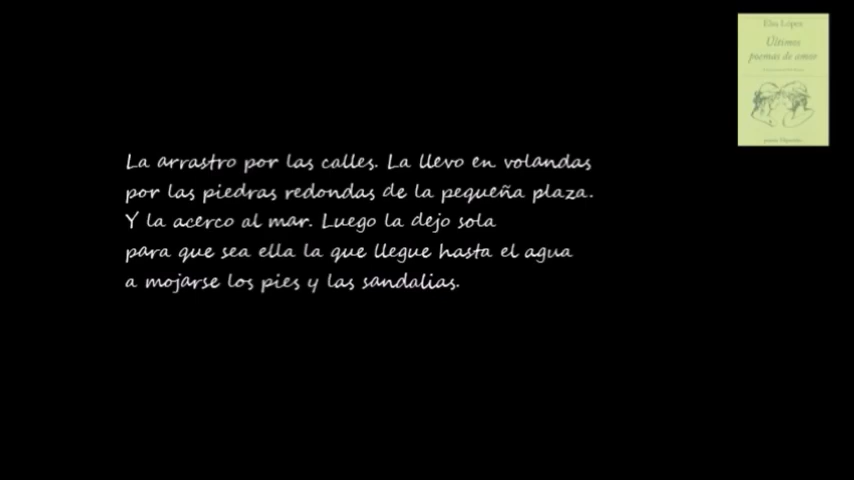 Elsa López
Últimos
poemas de amor
La arrastro por las calles. La llevo en volandas
por las piedras redondas de la pequeña plaza.
Y la acerco al mar. Luego la dejo sola
para que sea ella la que llegue hasta el agua
a mojarse los pies y las sandalias.